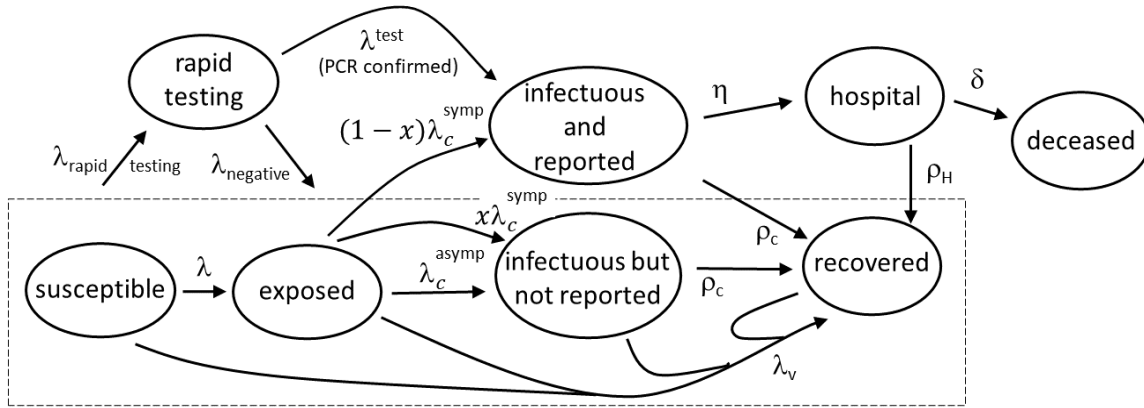 rapid
testing
λ^test
(PCR confirmed)
infectuous
and
reported
η
hospital
δ
deceased
(1 − x)λ_c^symp
λ_rapid testing
λ_negative
ρ_H
xλ_c^symp
ρ_c
susceptible
λ
exposed
λ_c^asymp
infectuous but
not reported
ρ_c
recovered
λ_v